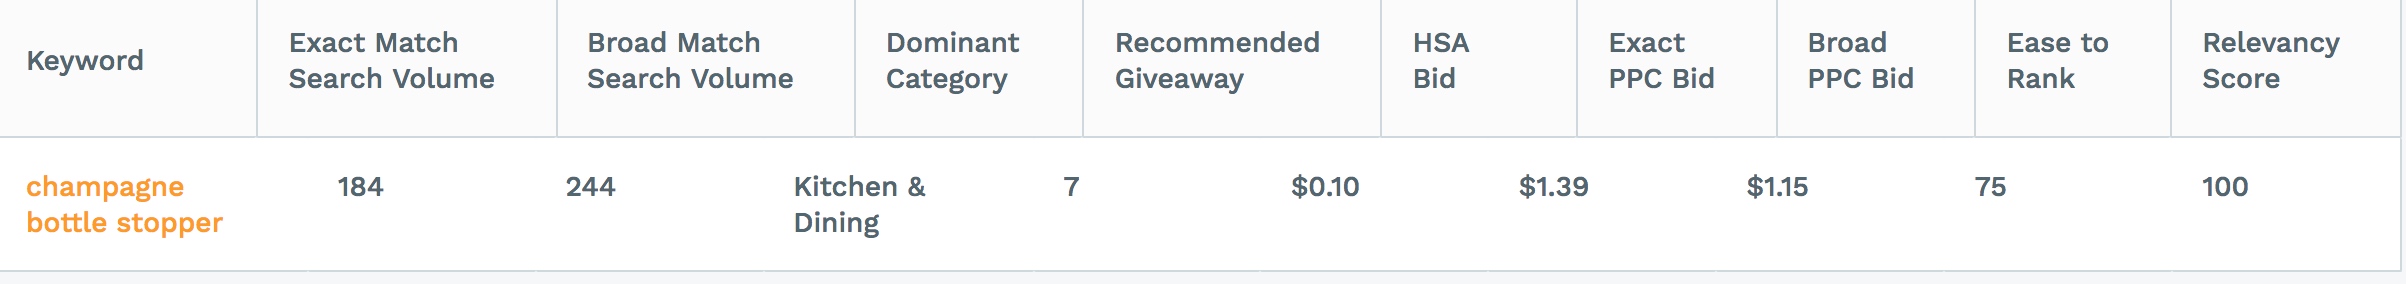 Keyword
Exact Match
Search Volume
Broad Match
Search Volume
Dominant
Category
Recommended
Giveaway
HSA
Bid
Exact
PPC Bid
Broad
PPC Bid
Ease to
Rank
Relevancy
Score
champagne
bottle stopper
184
244
Kitchen &
Dining
7
$0.10
$1.39
$1.15
75
100